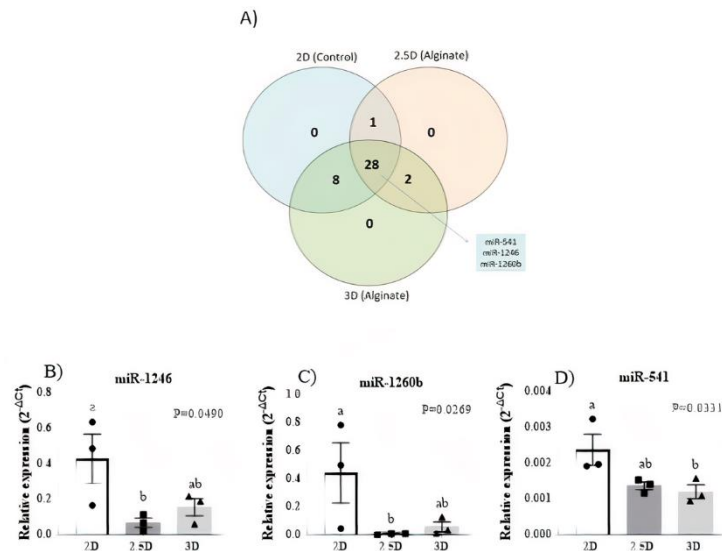 A)
2D (Control)
2.5D (Alginate)
0
1
0
28
8
2
0
miR-541
miR-1246
miR-1260b
3D (Alginate)
B)
miR-1246
Relative expression (2^-ΔCt)
P=0.0490
0.8
0.6
0.4
0.2
0.0
a
b
ab
2D
2.5D
3D
C)
miR-1260b
Relative expression (2^-ΔCt)
P=0.0269
1.0
0.8
0.6
0.4
0.2
0.0
a
b
ab
2D
2.5D
3D
D)
miR-541
Relative expression (2^-ΔCt)
P=0.0331
0.004
0.003
0.002
0.001
0.000
a
ab
b
2D
2.5D
3D